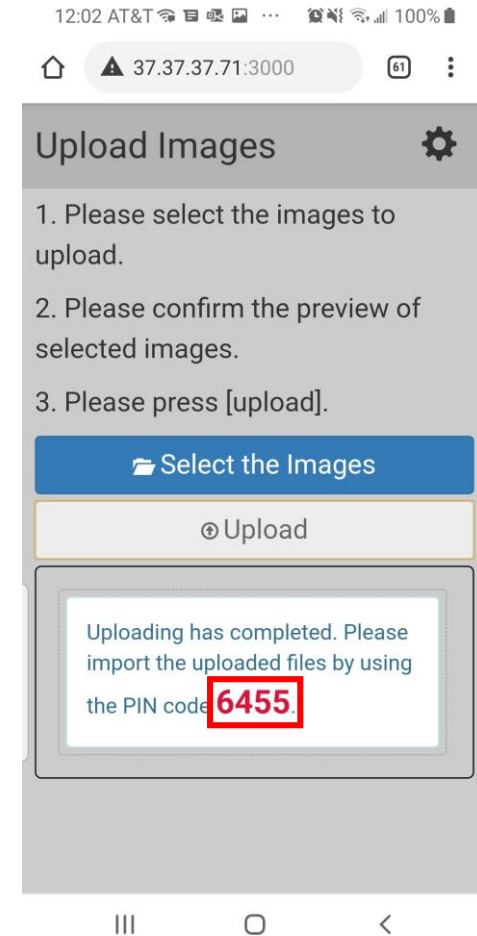 12:02 AT&T ··· 100%
37.37.37.71:3000 61
Upload Images
1. Please select the images to
upload.
2. Please confirm the preview of
selected images.
3. Please press [upload].
Select the Images
Upload
Uploading has completed. Please
import the uploaded files by using
the PIN code 6455.